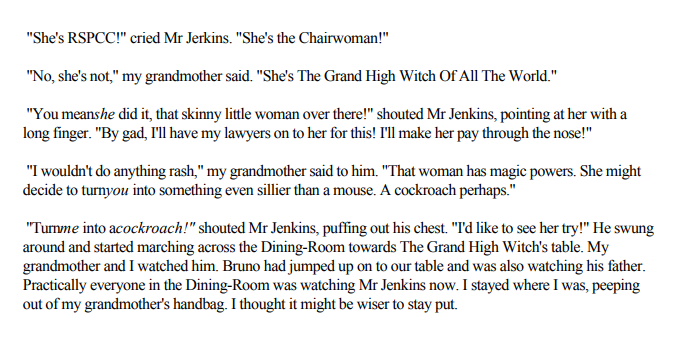 "She's RSPCC!" cried Mr Jerkins. "She's the Chairwoman!"
"No, she's not," my grandmother said. "She's The Grand High Witch Of All The World."
"You meanshe did it, that skinny little woman over there!" shouted Mr Jenkins, pointing at her with a
long finger. "By gad, I'll have my lawyers on to her for this! I'll make her pay through the nose!"
"I wouldn't do anything rash," my grandmother said to him. "That woman has magic powers. She might
decide to turnyou into something even sillier than a mouse. A cockroach perhaps."
"Turnme into acockroach!" shouted Mr Jenkins, puffing out his chest. "I'd like to see her try!" He swung
around and started marching across the Dining-Room towards The Grand High Witch's table. My
grandmother and I watched him. Bruno had jumped up on to our table and was also watching his father.
Practically everyone in the Dining-Room was watching Mr Jenkins now. I stayed where I was, peeping
out of my grandmother's handbag. I thought it might be wiser to stay put.